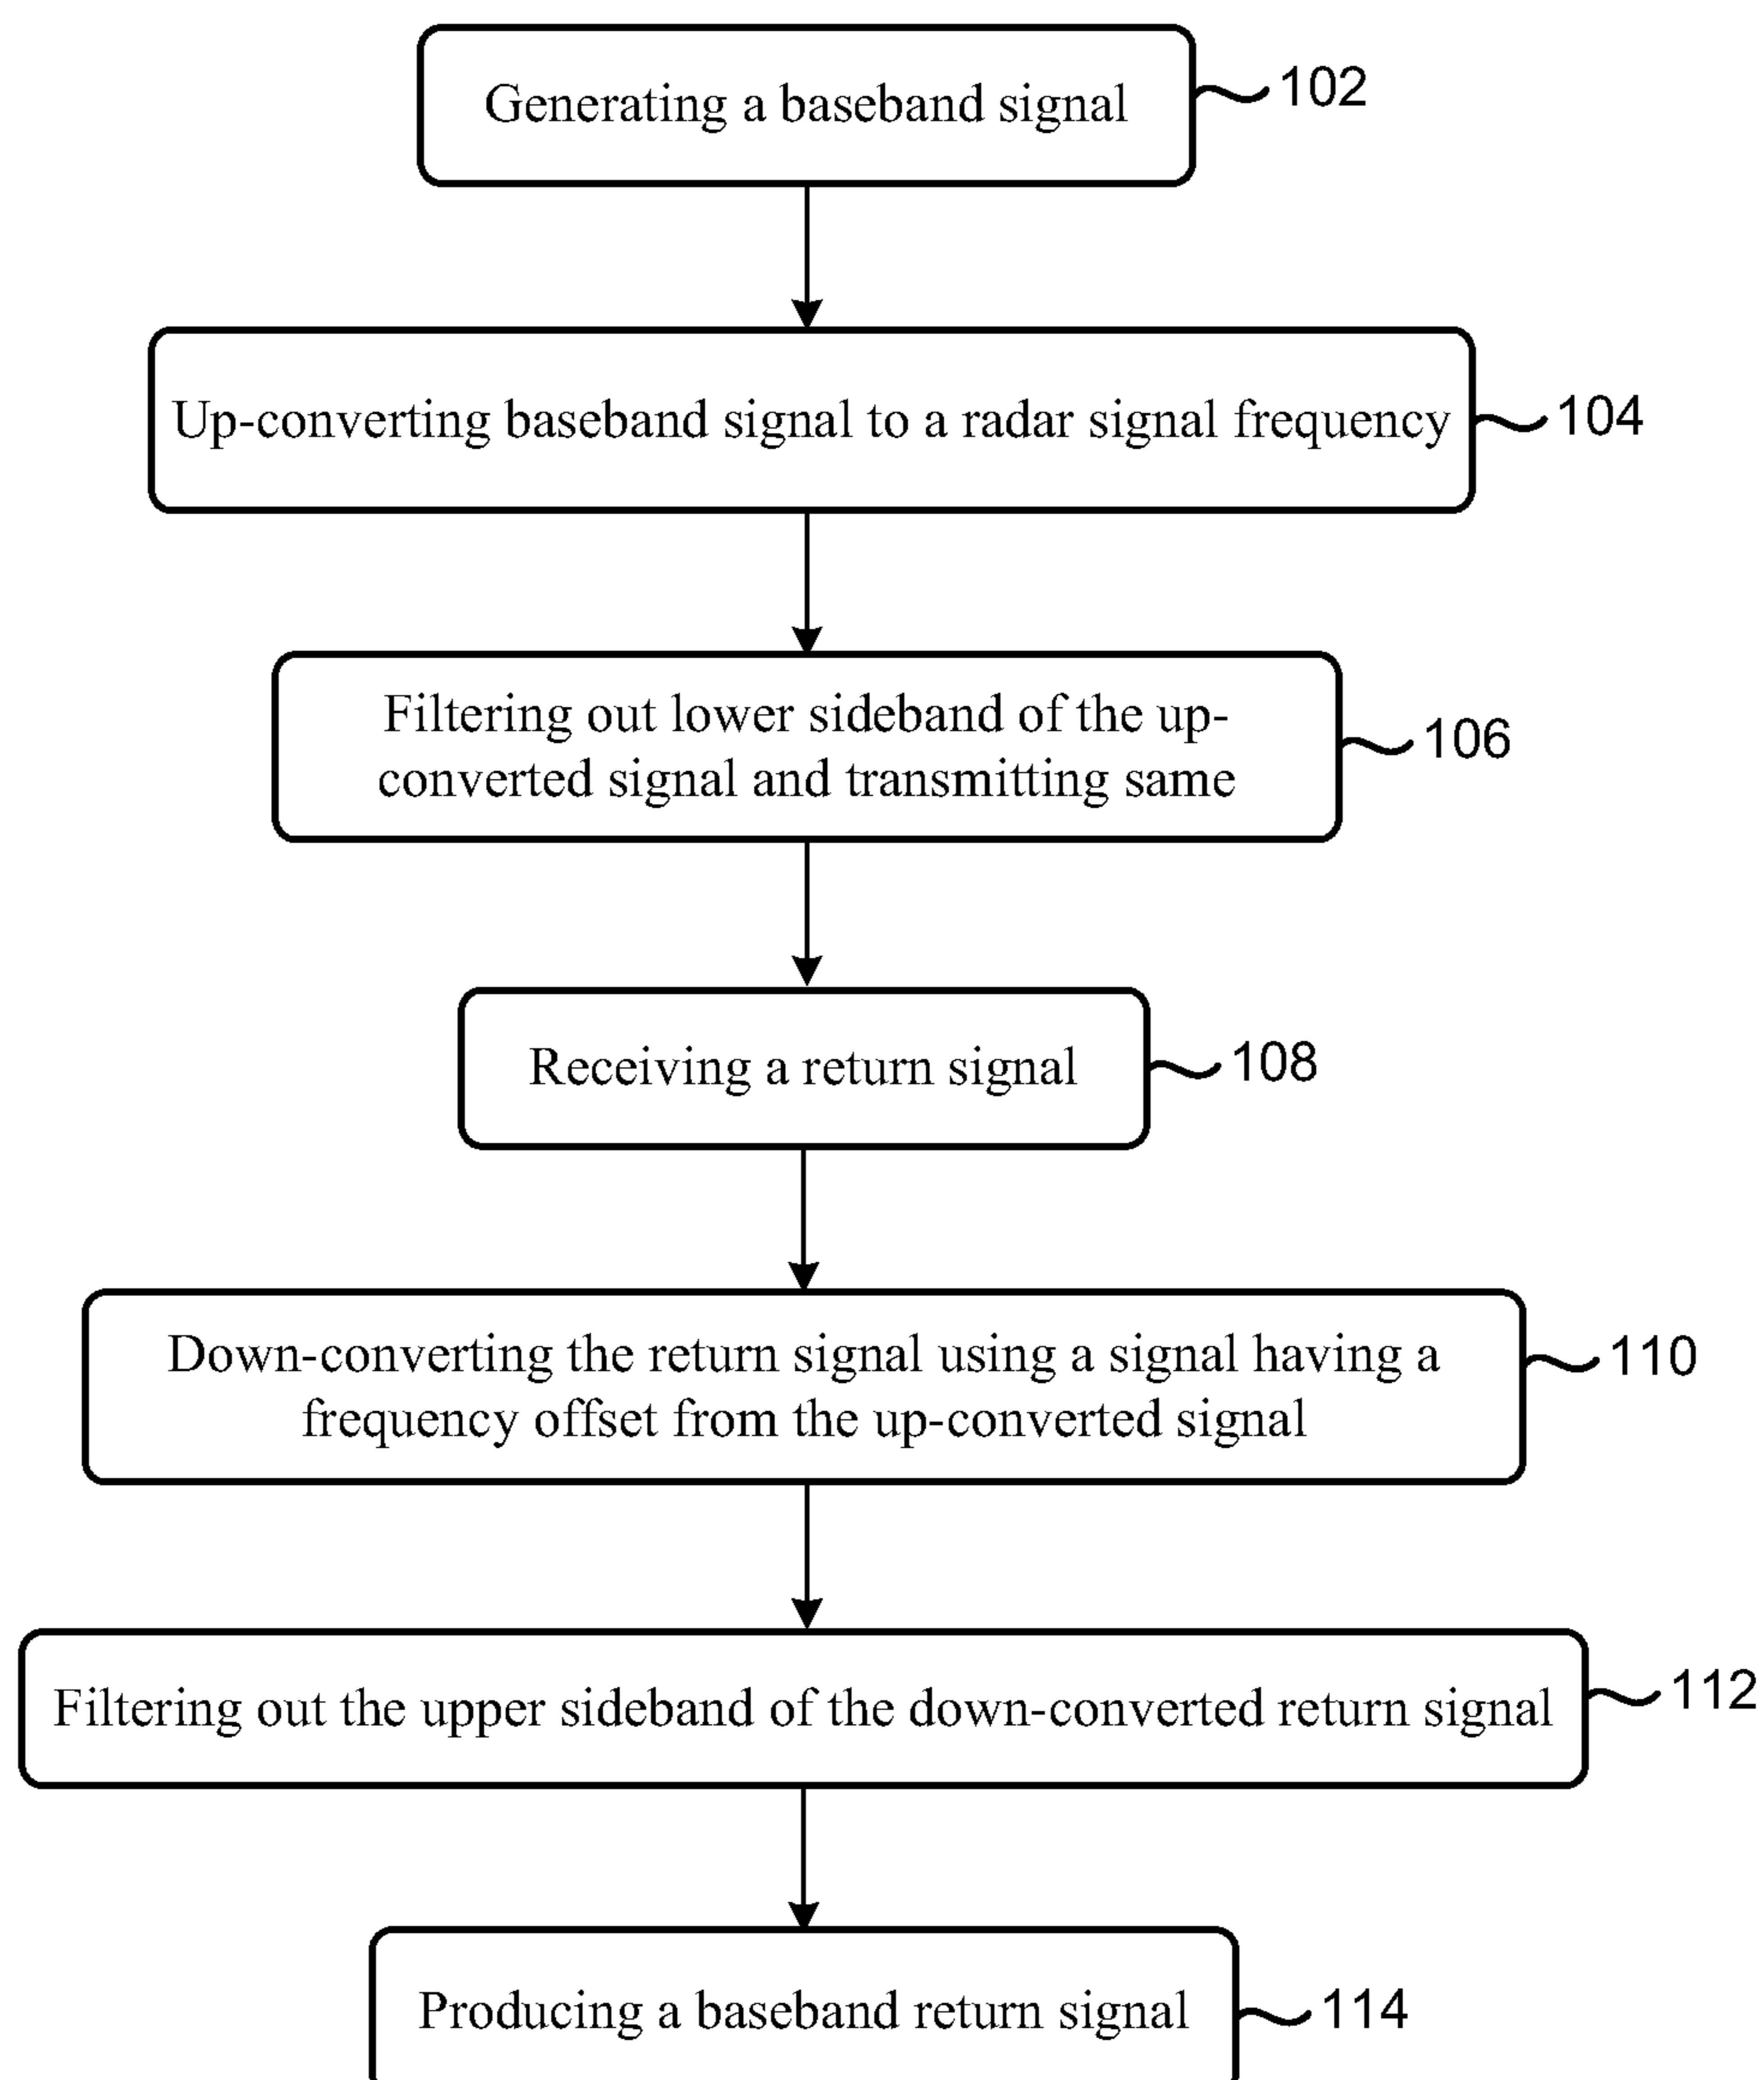 Generating a baseband signal
102
Up-converting baseband signal to a radar signal frequency
104
Filtering out lower sideband of the up-
converted signal and transmitting same
106
Receiving a return signal
108
Down-converting the return signal using a signal having a
frequency offset from the up-converted signal
110
Filtering out the upper sideband of the down-converted return signal
112
Producing a baseband return signal
114